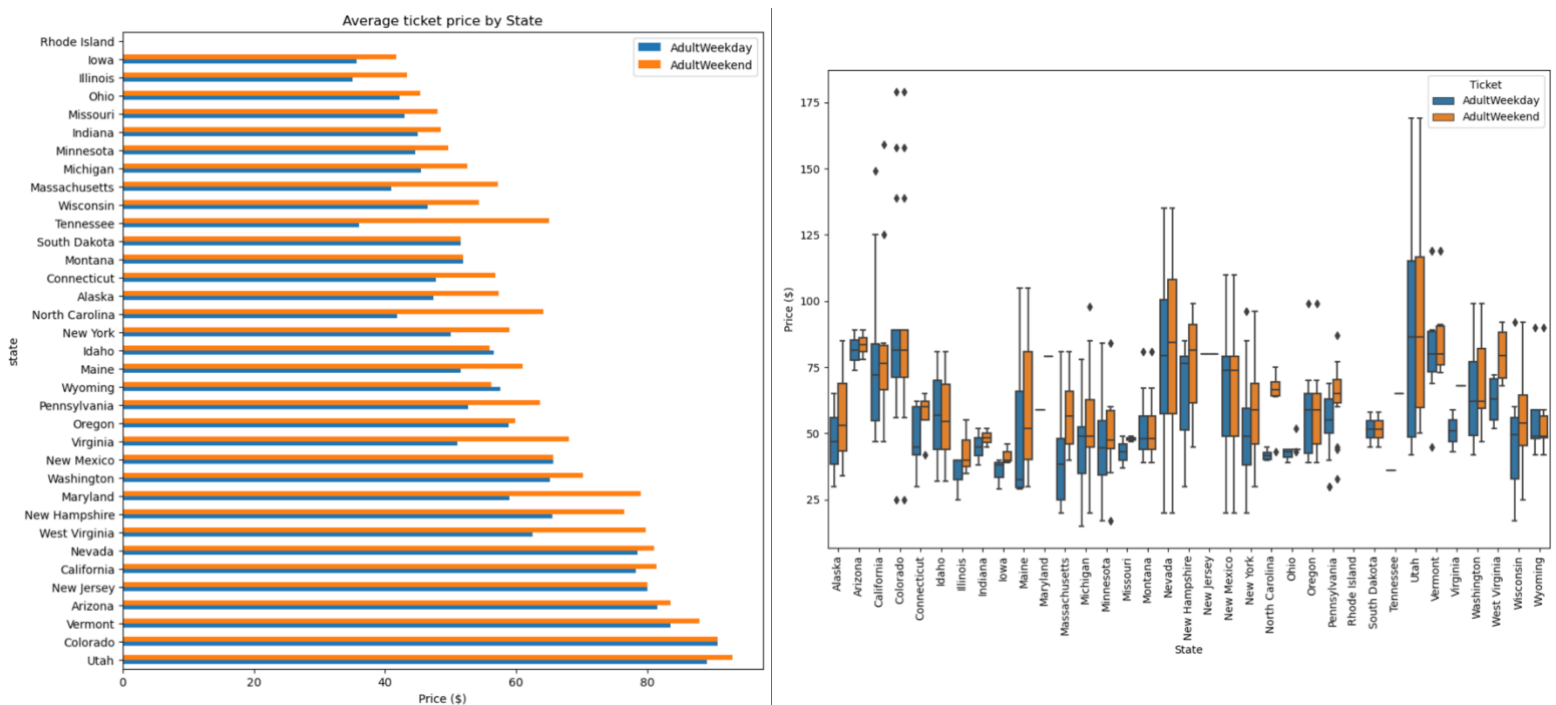 Average ticket price by State
AdultWeekday
AdultWeekend
state
Rhode Island
Iowa
Illinois
Ohio
Missouri
Indiana
Minnesota
Michigan
Massachusetts
Wisconsin
Tennessee
South Dakota
Montana
Connecticut
Alaska
North Carolina
New York
Idaho
Maine
Wyoming
Pennsylvania
Oregon
Virginia
New Mexico
Washington
Maryland
New Hampshire
West Virginia
Nevada
California
New Jersey
Arizona
Vermont
Colorado
Utah
0 20 40 60 80
Price ($)
Ticket
AdultWeekday
AdultWeekend
Price ($)
175
150
125
100
75
50
25
Alaska
Arizona
California
Colorado
Connecticut
Idaho
Illinois
Indiana
Iowa
Maine
Maryland
Massachusetts
Michigan
Minnesota
Missouri
Montana
Nevada
New Hampshire
New Jersey
New Mexico
New York
North Carolina
Ohio
Oregon
Pennsylvania
Rhode Island
South Dakota
Tennessee
Utah
Vermont
Virginia
Washington
West Virginia
Wisconsin
Wyoming
State